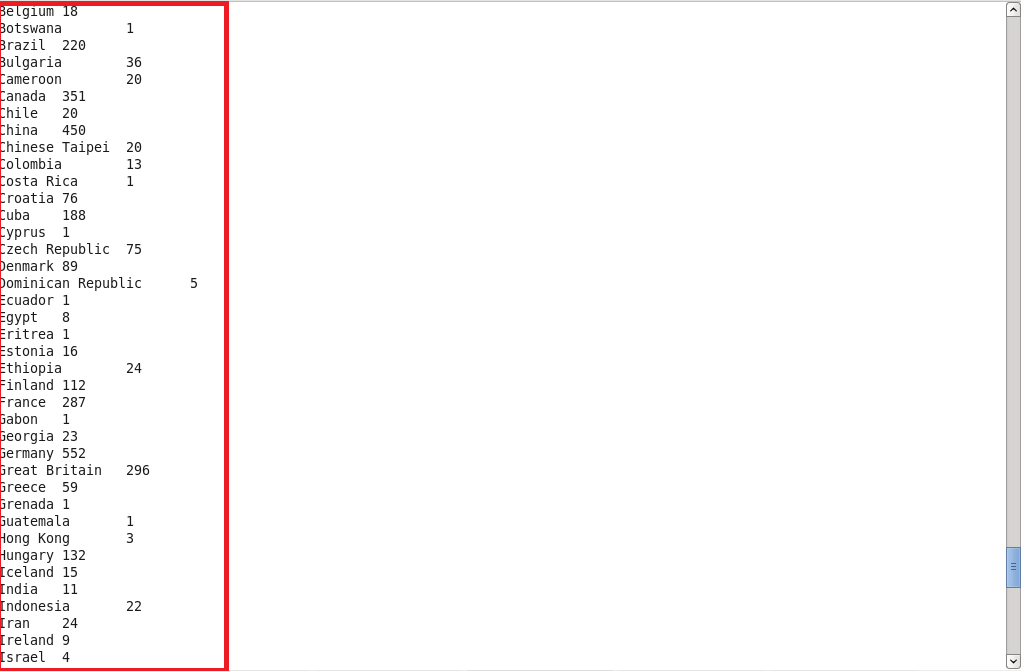 Belgium 18
Botswana 1
Brazil 220
Bulgaria 36
Cameroon 20
Canada 351
Chile 20
China 450
Chinese Taipei 20
Colombia 13
Costa Rica 1
Croatia 76
Cuba 188
Cyprus 1
Czech Republic 75
Denmark 89
Dominican Republic 5
Ecuador 1
Egypt 8
Eritrea 1
Estonia 16
Ethiopia 24
Finland 112
France 287
Gabon 1
Georgia 23
Germany 552
Great Britain 296
Greece 59
Grenada 1
Guatemala 1
Hong Kong 3
Hungary 132
Iceland 15
India 11
Indonesia 22
Iran 24
Ireland 9
Israel 4